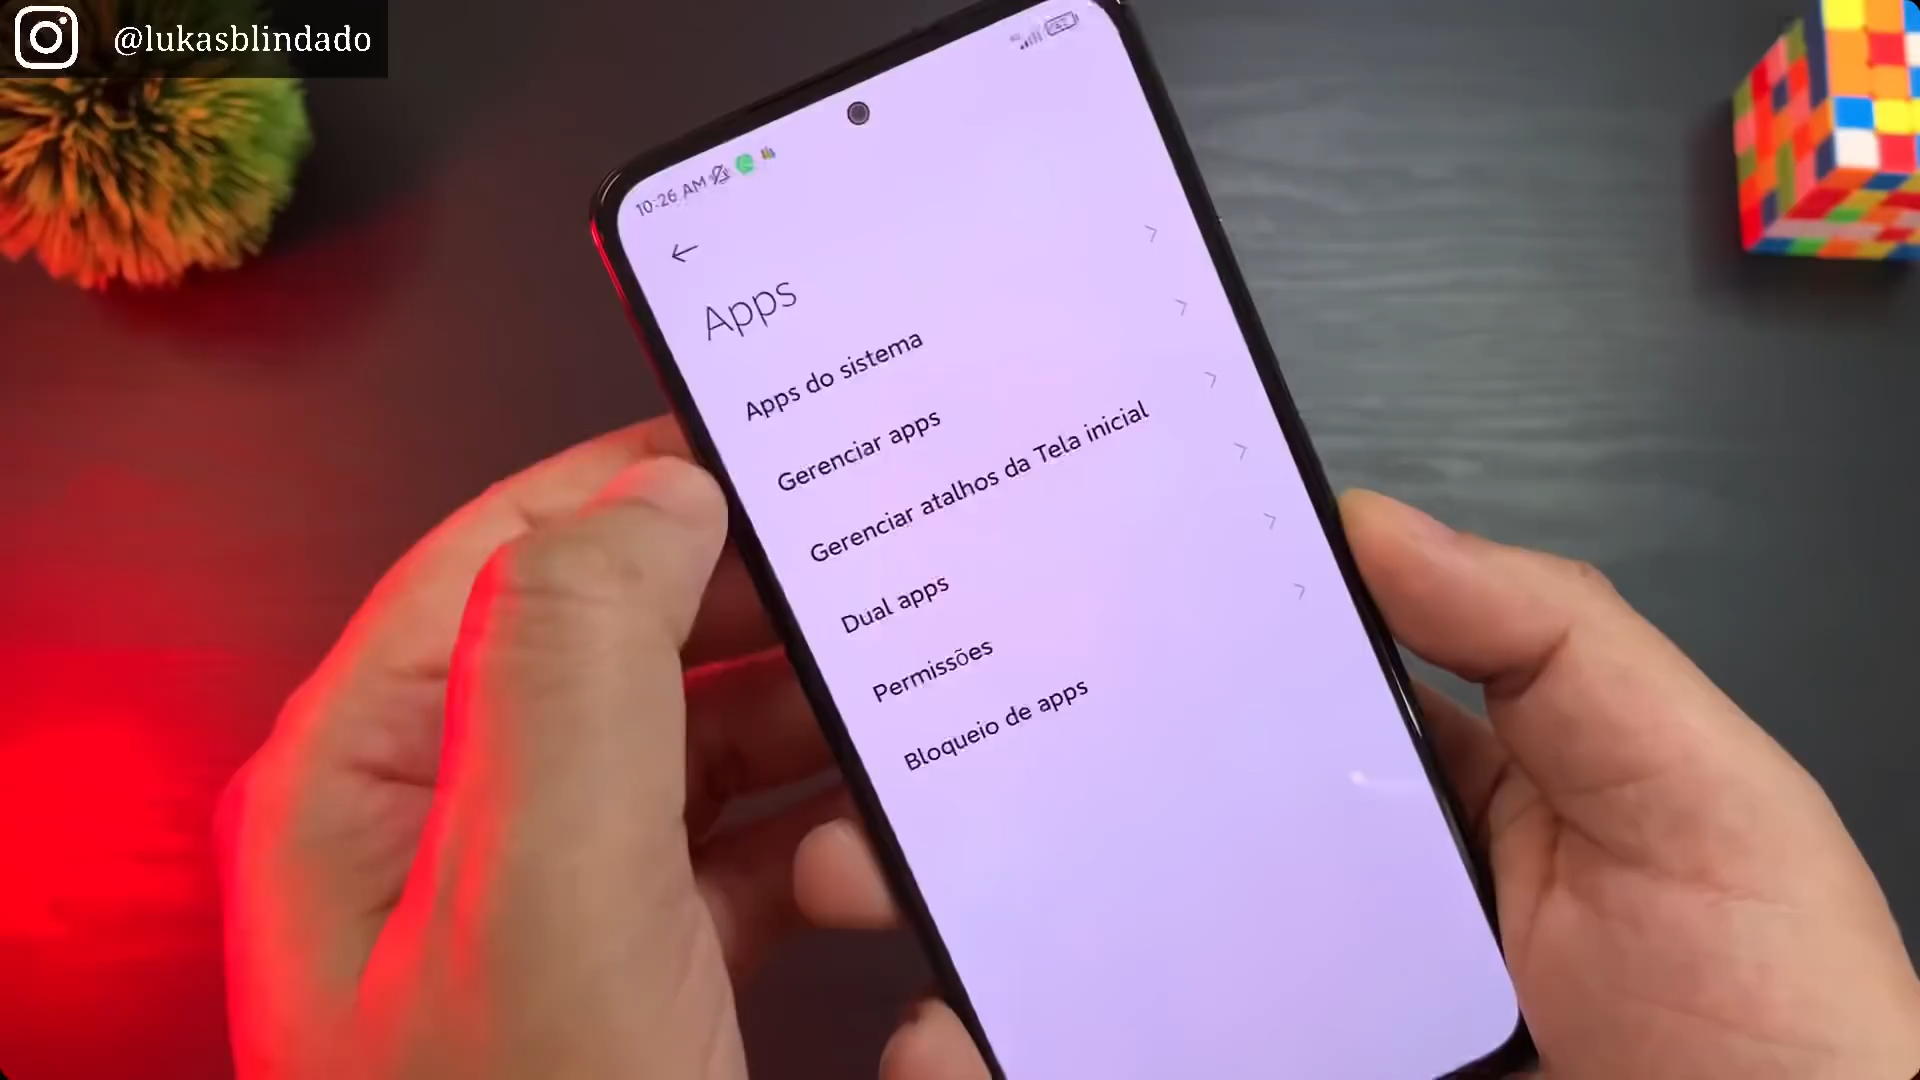 @lukasblindado
10:26 AM
Apps
Apps do sistema
Gerenciar apps
Gerenciar atalhos da Tela inicial
Dual apps
Permissões
Bloqueio de apps